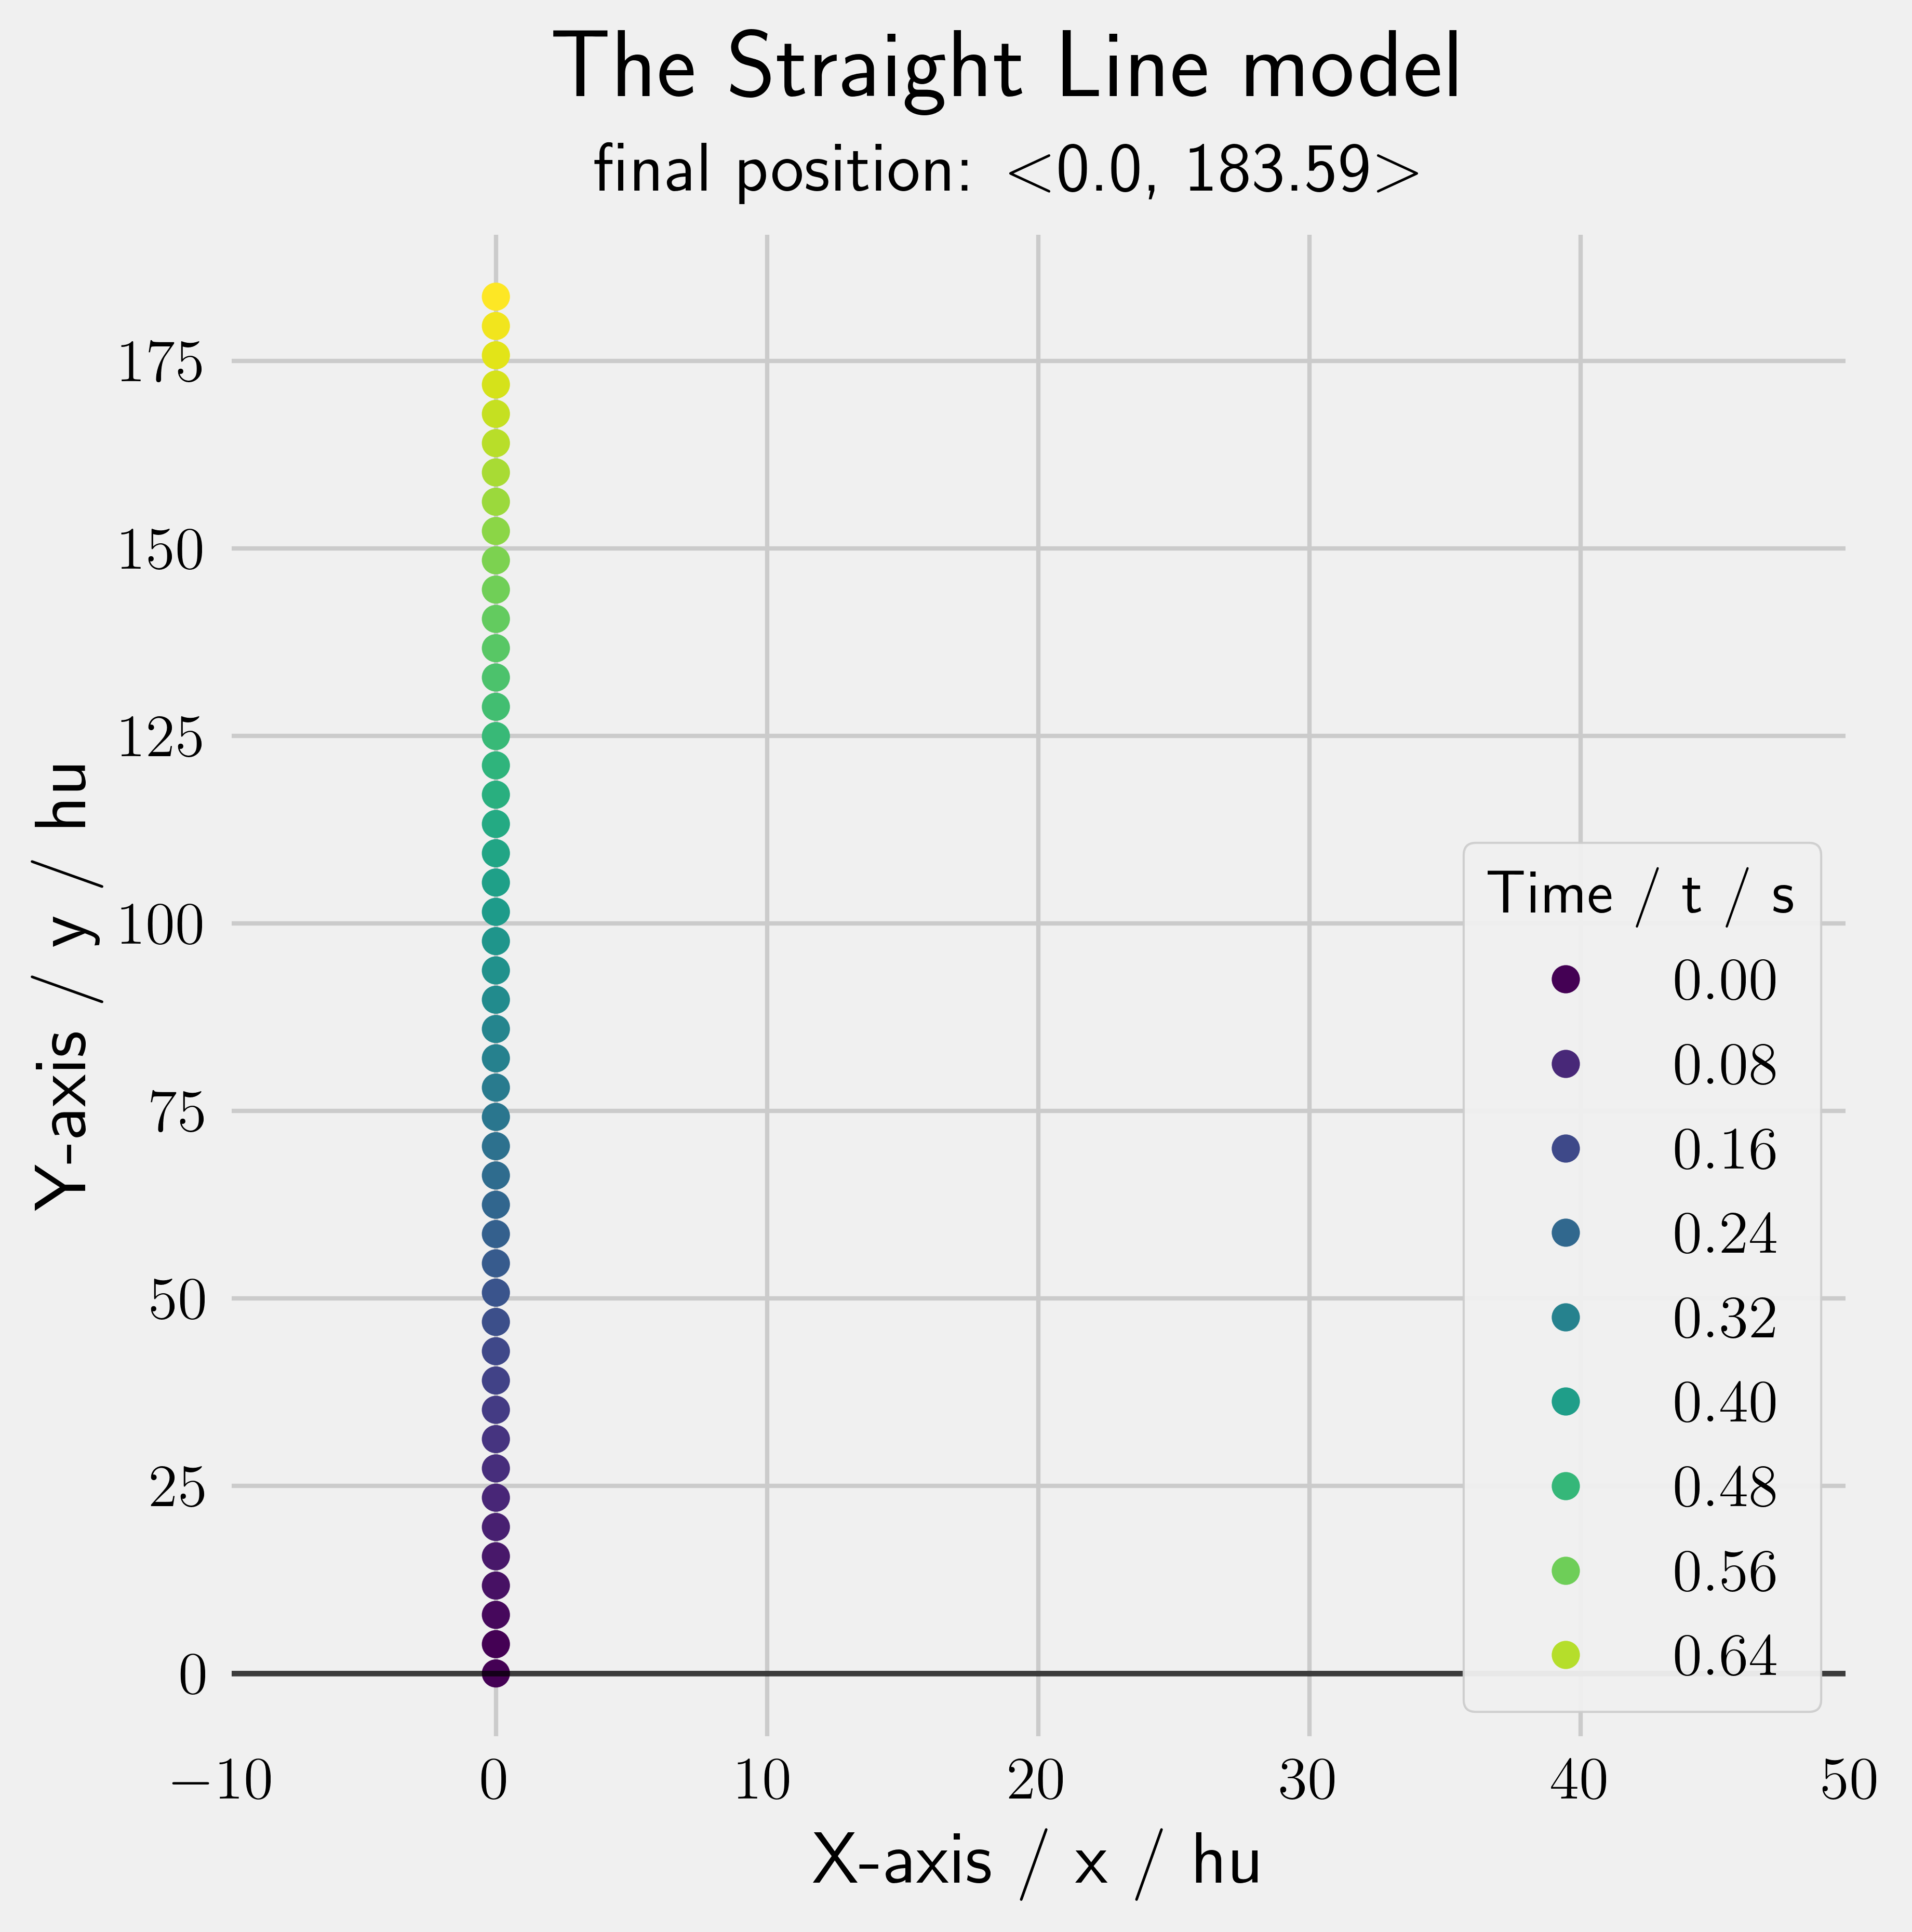 The Straight Line model
final position: <0.0, 183.59>
Y-axis / y / hu
175
150
125
100
75
50
25
0
−10 0 10 20 30 40 50
X-axis / x / hu
Time / t / s
0.00
0.08
0.16
0.24
0.32
0.40
0.48
0.56
0.64